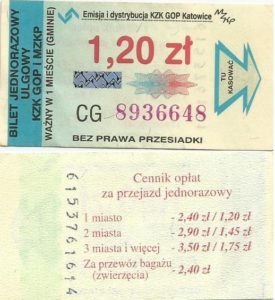 Emisja i dystrybucja KZK GOP Katowice
BILET JEDNORAZOWY
ULGOWY
KZK GOP i MZKP
WAŻNY W 1 MIEŚCIE (GMINIE)
1,20 zł
TU
KASOWAĆ
CG 8936648
BEZ PRAWA PRZESIADKI
6153761614
Cennik opłat
za przejazd jednorazowy
1 miasto - 2,40 zł / 1,20 zł
2 miasta - 2,90 zł / 1,45 zł
3 miasta i więcej - 3,50 zł / 1,75 zł
Za przewóz bagażu
(zwierzęcia) - 2,40 zł